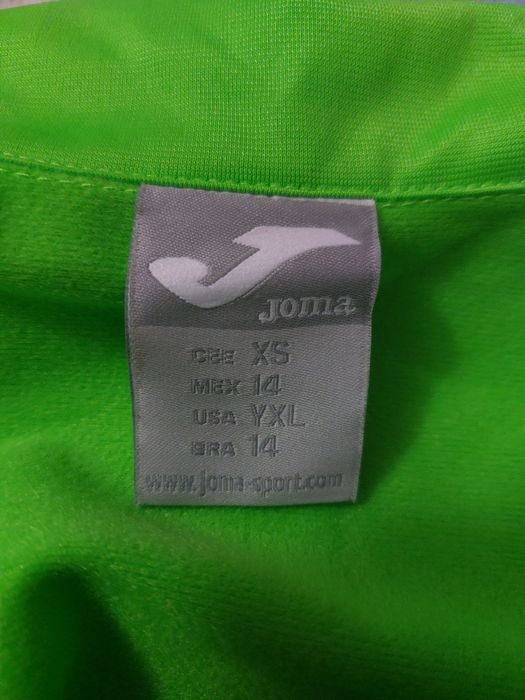 Joma
CEE XS
MEX 14
USA YXL
BRA 14
www.joma-sport.com